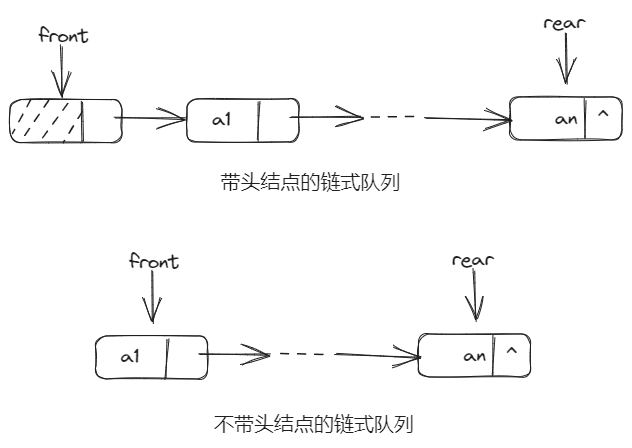 front
rear
a1
an ^
带头结点的链式队列
front
rear
a1
an ^
不带头结点的链式队列